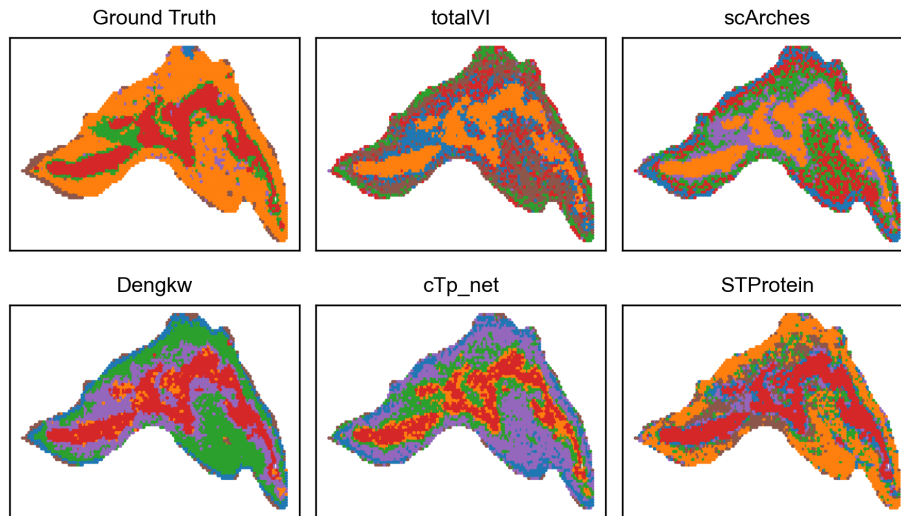 Ground Truth
totalVI
scArches
Dengkw
cTp_net
STProtein